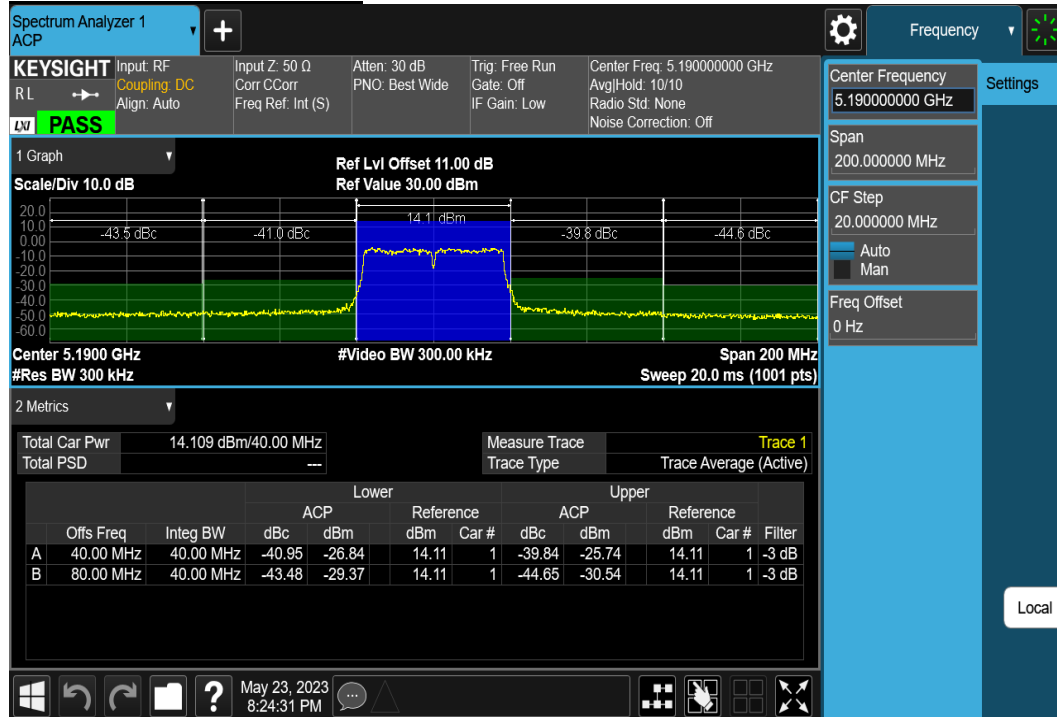 Spectrum Analyzer 1
ACP
+
Frequency
KEYSIGHT
RL
LXI PASS
Input: RF
Coupling: DC
Align: Auto
Input Z: 50 Ω
Corr CCorr
Freq Ref: Int (S)
Atten: 30 dB
PNO: Best Wide
Trig: Free Run
Gate: Off
IF Gain: Low
Center Freq: 5.190000000 GHz
Avg|Hold: 10/10
Radio Std: None
Noise Correction: Off
1 Graph
Scale/Div 10.0 dB
Ref Lvl Offset 11.00 dB
Ref Value 30.00 dBm
20.0
10.0
0.00
-10.0
-20.0
-30.0
-40.0
-50.0
-60.0
-43.5 dBc
-41.0 dBc
14.1 dBm
-39.8 dBc
-44.6 dBc
Center 5.1900 GHz
#Video BW 300.00 kHz
Span 200 MHz
#Res BW 300 kHz
Sweep 20.0 ms (1001 pts)
2 Metrics
Total Car Pwr 14.109 dBm/40.00 MHz
Total PSD ---
Measure Trace Trace 1
Trace Type Trace Average (Active)
Lower Upper
ACP Reference ACP Reference
Offs Freq Integ BW dBc dBm dBm Car # dBc dBm dBm Car # Filter
A 40.00 MHz 40.00 MHz -40.95 -26.84 14.11 1 -39.84 -25.74 14.11 1 -3 dB
B 80.00 MHz 40.00 MHz -43.48 -29.37 14.11 1 -44.65 -30.54 14.11 1 -3 dB
?
May 23, 2023
8:24:31 PM
Center Frequency
5.190000000 GHz
Span
200.000000 MHz
CF Step
20.000000 MHz
Auto
Man
Freq Offset
0 Hz
Settings
Local